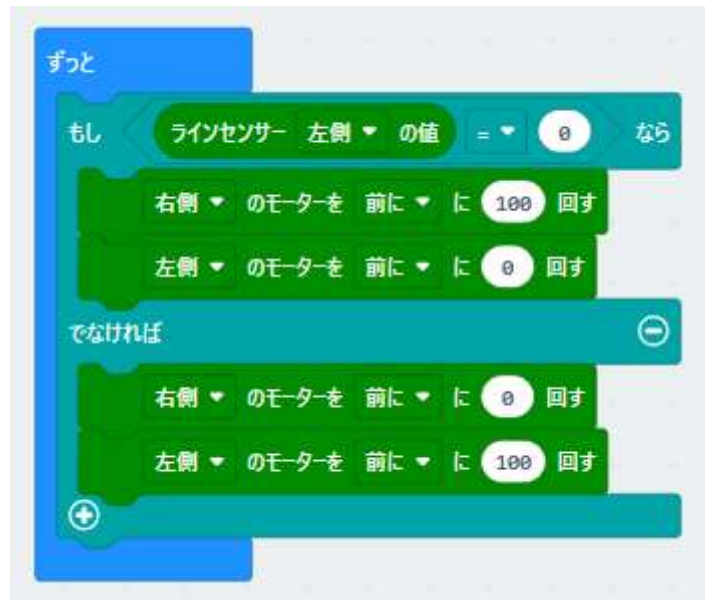 ずっと
もし ラインセンサー 左側 の値 = 0 なら
右側 のモーターを 前に に 100 回す
左側 のモーターを 前に に 0 回す
でなければ
右側 のモーターを 前に に 0 回す
左側 のモーターを 前に に 100 回す